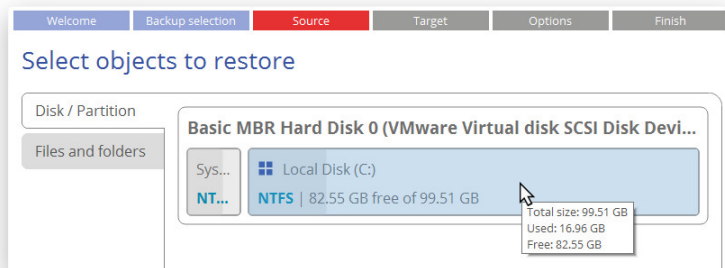 Welcome Backup selection Source Target Options Finish
Select objects to restore
Disk / Partition
Files and folders
Basic MBR Hard Disk 0 (VMware Virtual disk SCSI Disk Devi...
Sys...
NT...
Local Disk (C:)
NTFS | 82.55 GB free of 99.51 GB
Total size: 99.51 GB
Used: 16.96 GB
Free: 82.55 GB